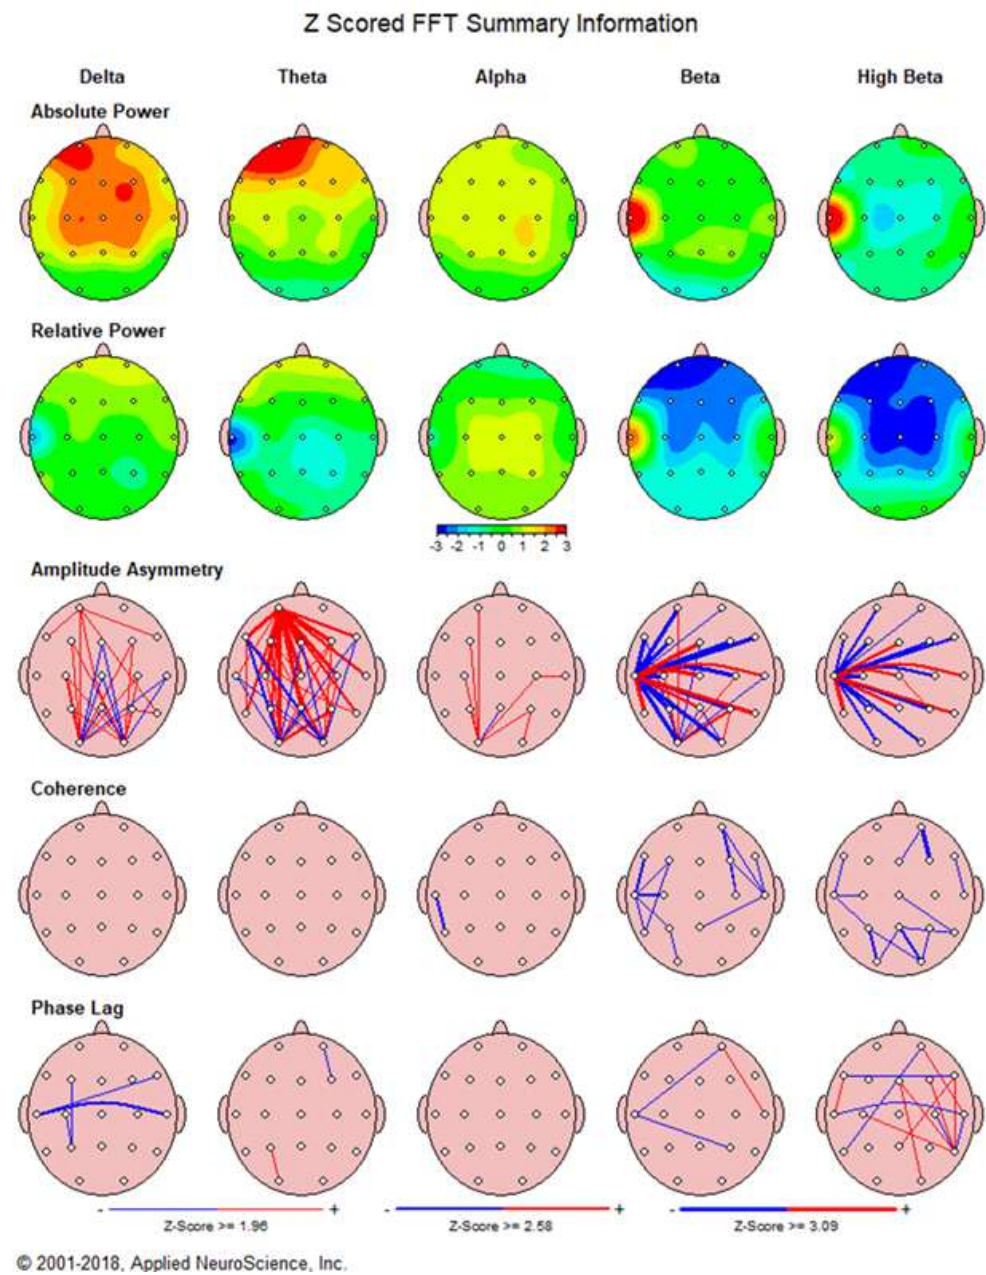 Z Scored FFT Summary Information
Delta Theta Alpha Beta High Beta
Absolute Power
Relative Power
-3 -2 -1 0 1 2 3
Amplitude Asymmetry
Coherence
Phase Lag
- + - + - +
Z-Score >= 1.96 Z-Score >= 2.58 Z-Score >= 3.09
© 2001-2018, Applied NeuroScience, Inc.